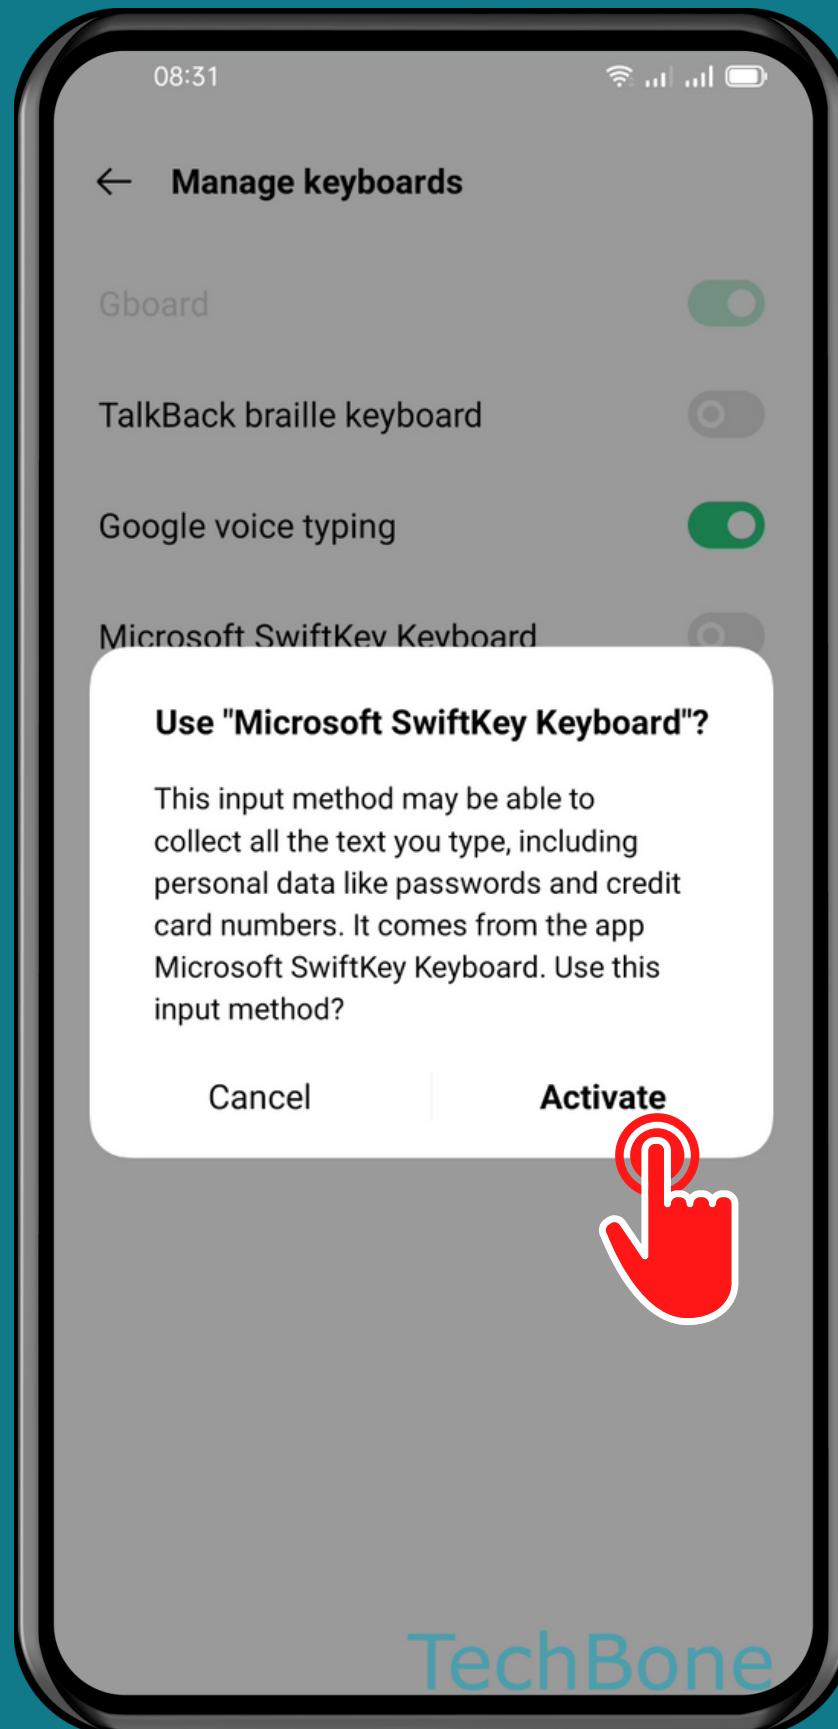 08:31
Manage keyboards
Gboard
TalkBack braille keyboard
Google voice typing
Microsoft SwiftKey Keyboard
Use "Microsoft SwiftKey Keyboard"?
This input method may be able to
collect all the text you type, including
personal data like passwords and credit
card numbers. It comes from the app
Microsoft SwiftKey Keyboard. Use this
input method?
Cancel Activate
TechBone